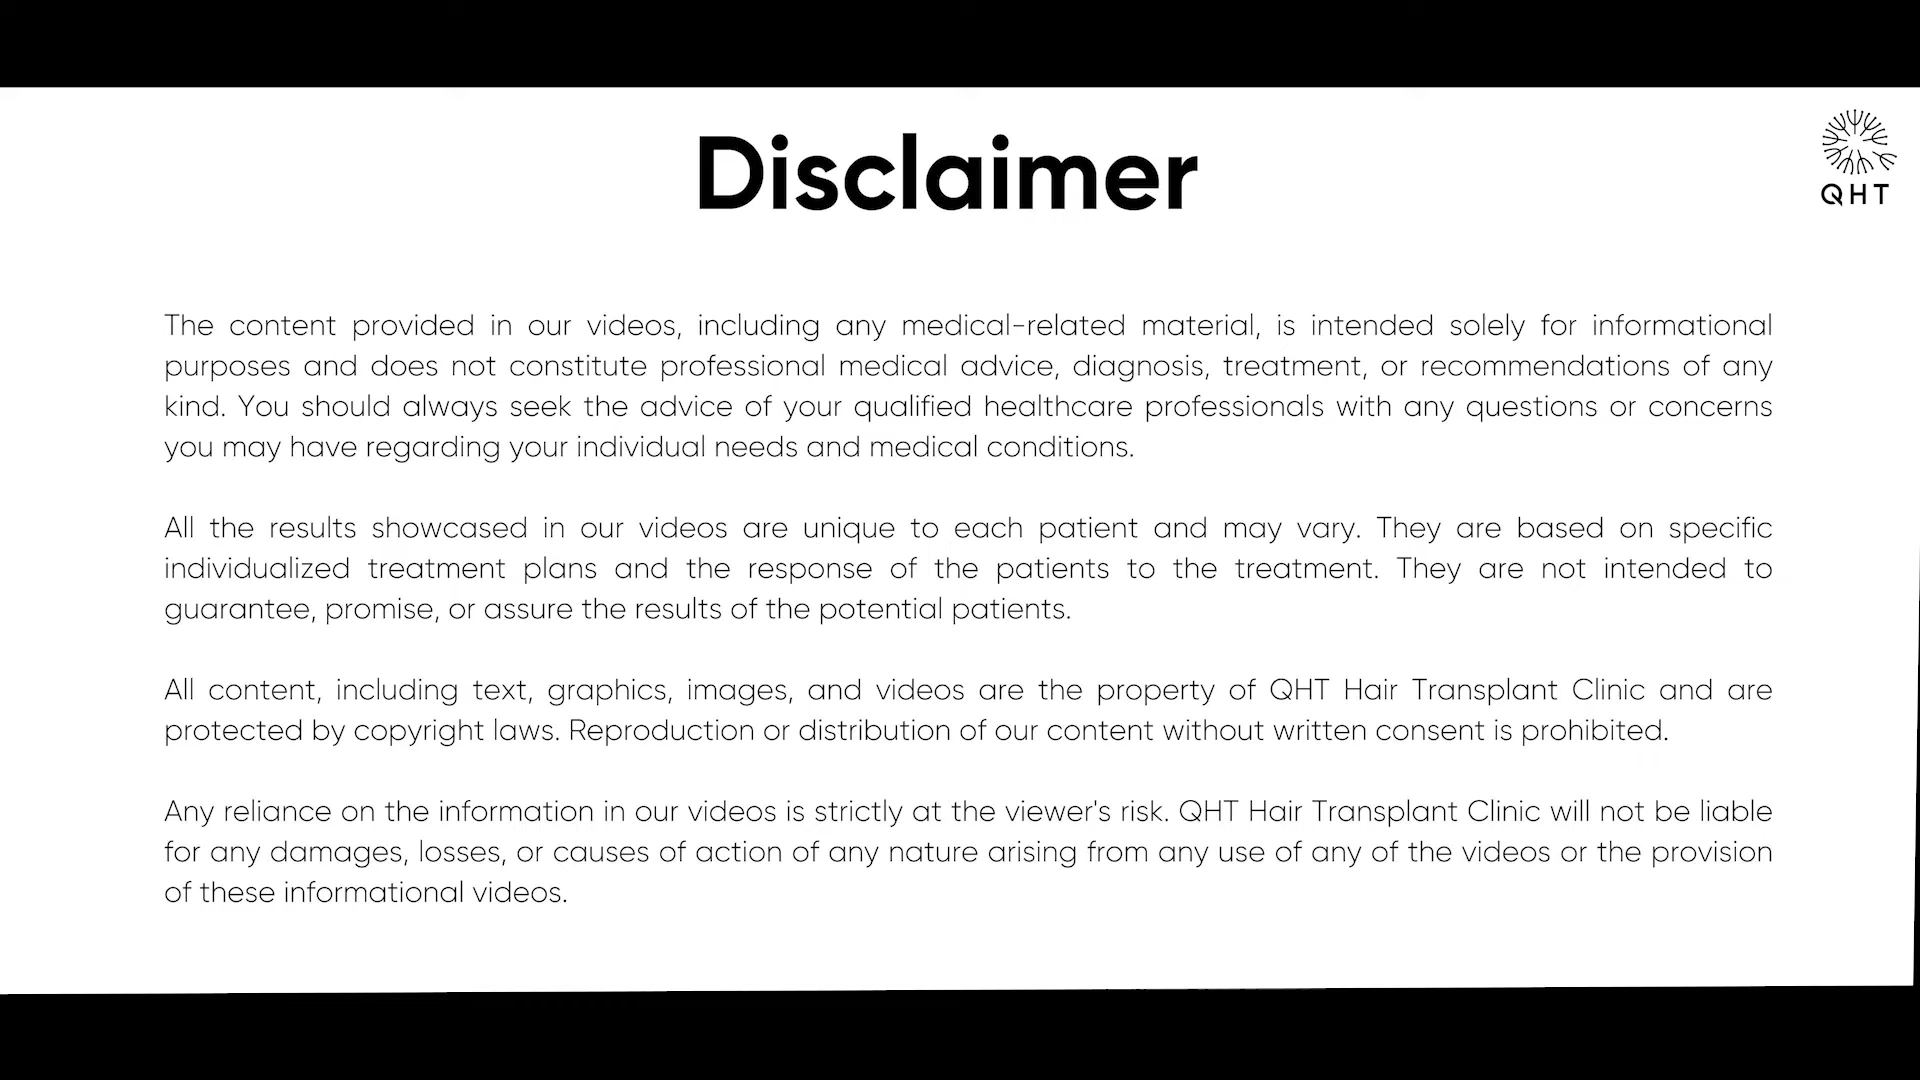 Disclaimer
QHT
The content provided in our videos, including any medical-related material, is intended solely for informational
purposes and does not constitute professional medical advice, diagnosis, treatment, or recommendations of any
kind. You should always seek the advice of your qualified healthcare professionals with any questions or concerns
you may have regarding your individual needs and medical conditions.
All the results showcased in our videos are unique to each patient and may vary. They are based on specific
individualized treatment plans and the response of the patients to the treatment. They are not intended to
guarantee, promise, or assure the results of the potential patients.
All content, including text, graphics, images, and videos are the property of QHT Hair Transplant Clinic and are
protected by copyright laws. Reproduction or distribution of our content without written consent is prohibited.
Any reliance on the information in our videos is strictly at the viewer's risk. QHT Hair Transplant Clinic will not be liable
for any damages, losses, or causes of action of any nature arising from any use of any of the videos or the provision
of these informational videos.